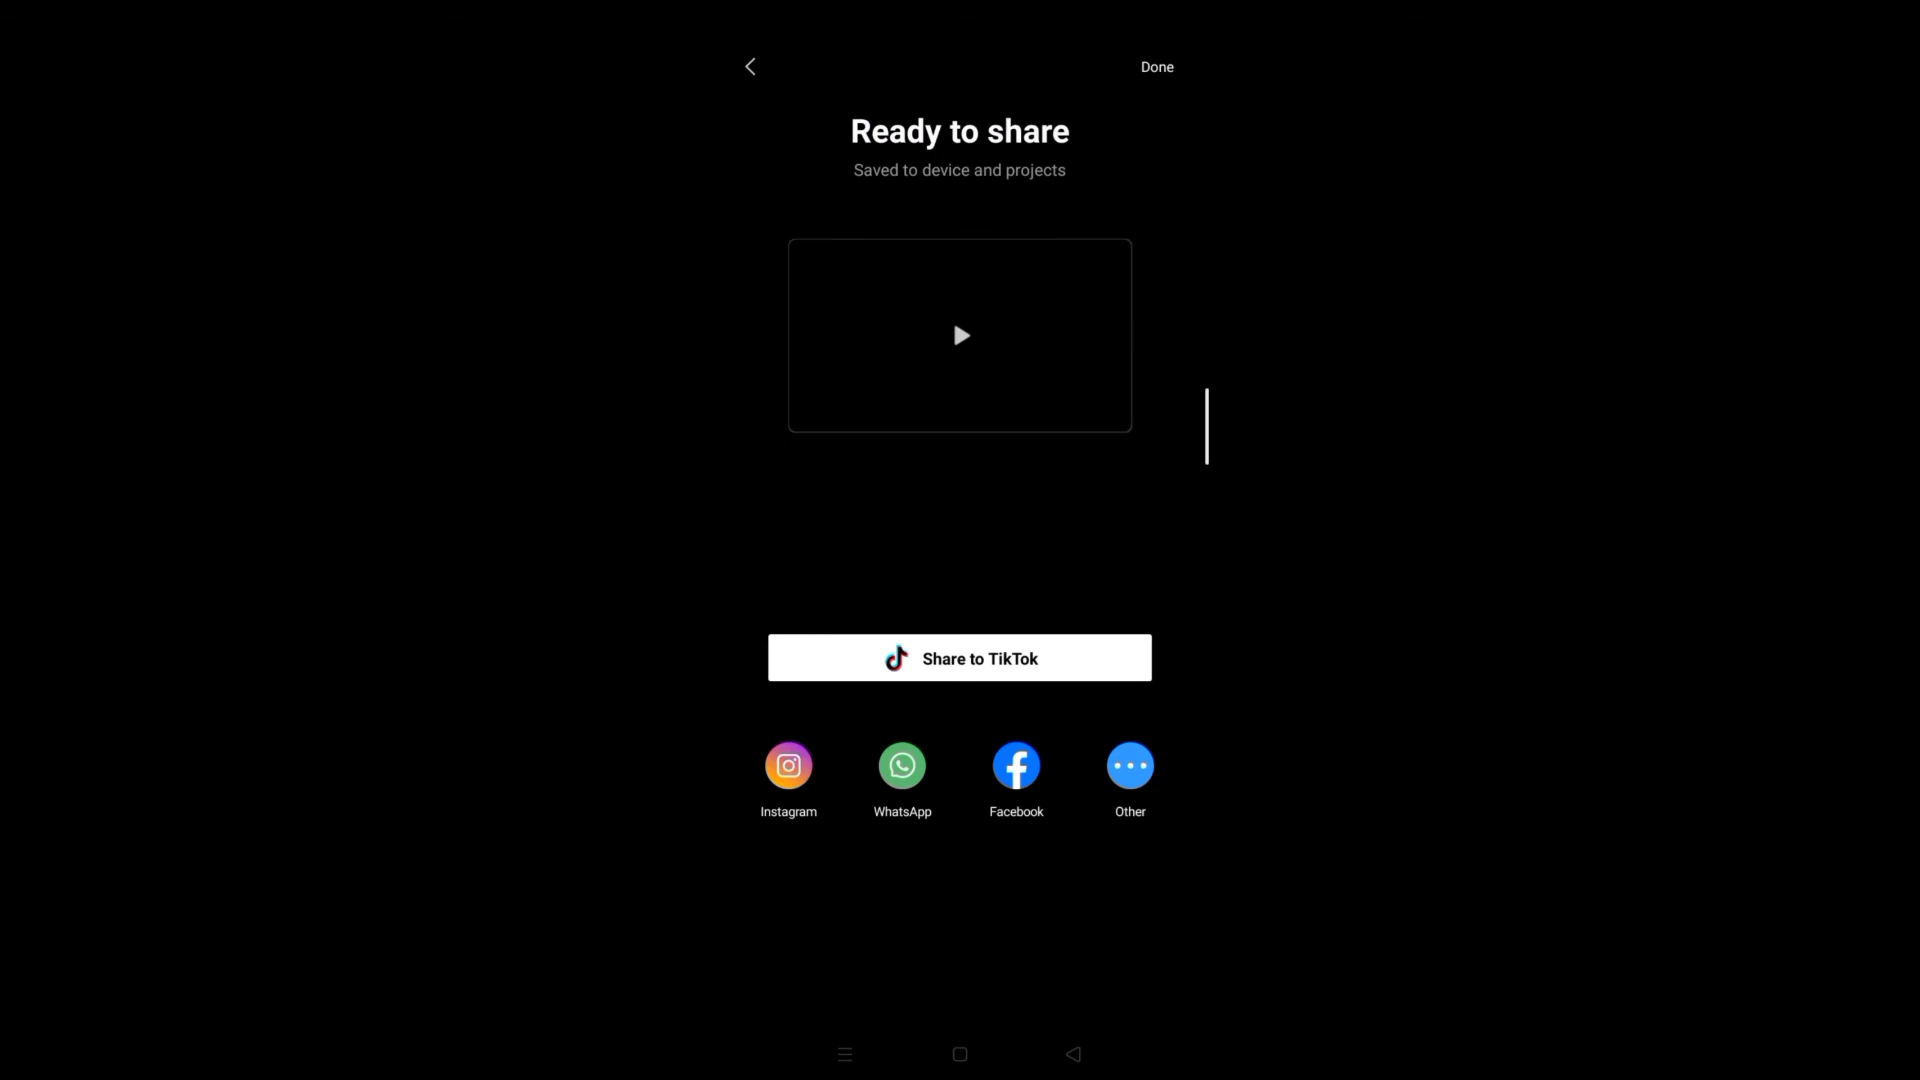 Done
Ready to share
Saved to device and projects
Share to TikTok
Instagram
WhatsApp
Facebook
Other